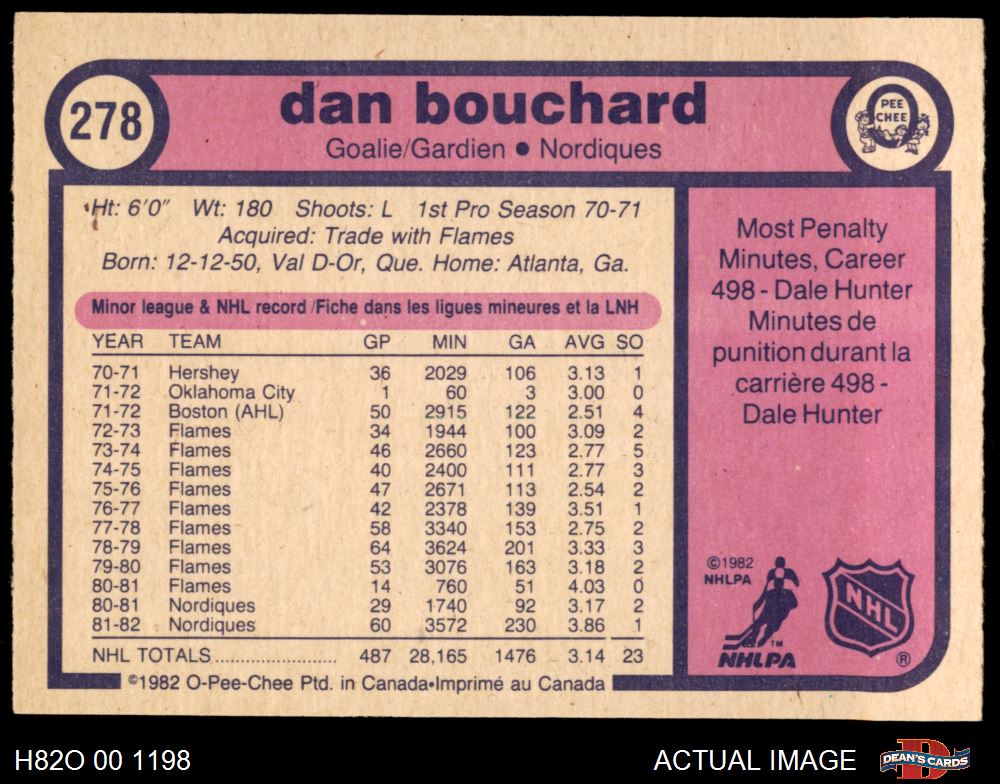 278
dan bouchard
Goalie/Gardien • Nordiques
PEE
CHEE
Ht: 6'0" Wt: 180 Shoots: L 1st Pro Season 70-71
Acquired: Trade with Flames
Born: 12-12-50, Val D-Or, Que. Home: Atlanta, Ga.
Minor league & NHL record/Fiche dans les ligues mineures et la LNH
YEAR TEAM GP MIN GA AVG SO
70-71 Hershey 36 2029 106 3.13 1
71-72 Oklahoma City 1 60 3 3.00 0
71-72 Boston (AHL) 50 2915 122 2.51 4
72-73 Flames 34 1944 100 3.09 2
73-74 Flames 46 2660 123 2.77 5
74-75 Flames 40 2400 111 2.77 3
75-76 Flames 47 2671 113 2.54 2
76-77 Flames 42 2378 139 3.51 1
77-78 Flames 58 3340 153 2.75 2
78-79 Flames 64 3624 201 3.33 3
79-80 Flames 53 3076 163 3.18 2
80-81 Flames 14 760 51 4.03 0
80-81 Nordiques 29 1740 92 3.17 2
81-82 Nordiques 60 3572 230 3.86 1
NHL TOTALS........................ 487 28,165 1476 3.14 23
©1982 O-Pee-Chee Ptd. in Canada•Imprimé au Canada
Most Penalty
Minutes, Career
498 - Dale Hunter
Minutes de
punition durant la
carrière 498 -
Dale Hunter
©1982
NHLPA
TM
NHLPA
NHL
®
H82O 00 1198
ACTUAL IMAGE
DEAN'S CARDS